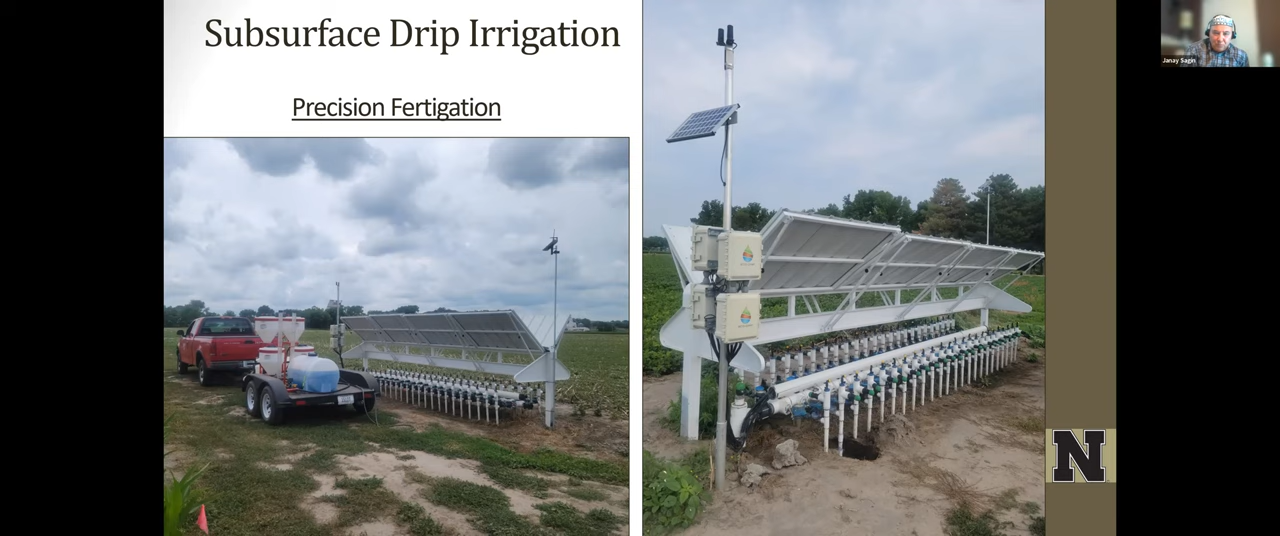 Subsurface Drip Irrigation
Precision Fertigation
N
Janay Sagin